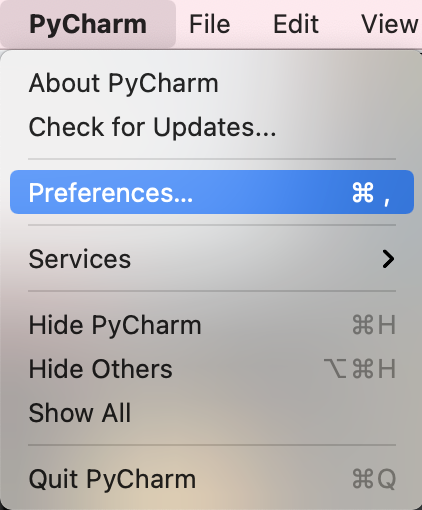 PyCharm File Edit View
About PyCharm
Check for Updates...
Preferences... ⌘ ,
Services
Hide PyCharm ⌘H
Hide Others ⌥⌘H
Show All
Quit PyCharm ⌘Q